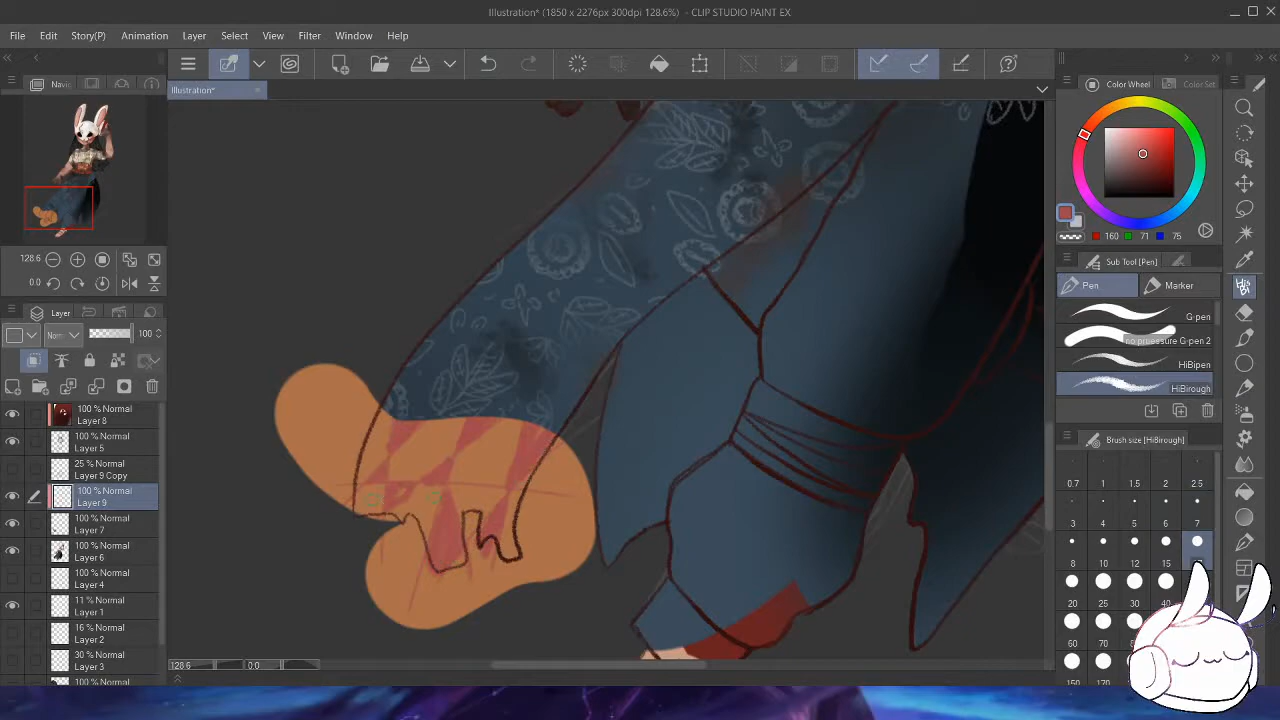 Illustration* (1850 x 2276px 300dpi 128.6%) - CLIP STUDIO PAINT EX
File Edit Story(P) Animation Layer Select View Filter Window Help
Navig
Illustration*
Color Wheel
Color Set
128.6
0.0
160 71 75
Sub Tool [Pen]
Pen
Marker
G-pen
no pruessure G-pen 2
HiBipen
HiBirough
Layer
Norn
100
100 % Normal
Layer 8
100 % Normal
Layer 5
25 % Normal
Layer 9 Copy
100 % Normal
Layer 9
100 % Normal
Layer 7
100 % Normal
Layer 6
100 % Normal
Layer 4
11 % Normal
Layer 1
16 % Normal
Layer 2
30 % Normal
Layer 3
100 % Normal
Brush size [HiBirough]
0.7 1 1.5 2 2.5
3 4 5 6 7
8 10 12 15
20 25 30 40
60 70 80
150 170
128.6
0.0